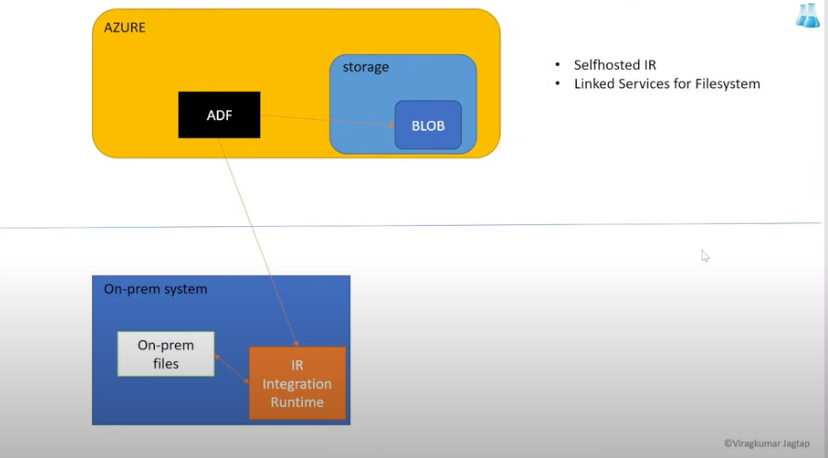 AZURE
storage
ADF
BLOB
• Selfhosted IR
• Linked Services for Filesystem
On-prem system
On-prem
files
IR
Integration
Runtime
©Viragkumar Jagtap